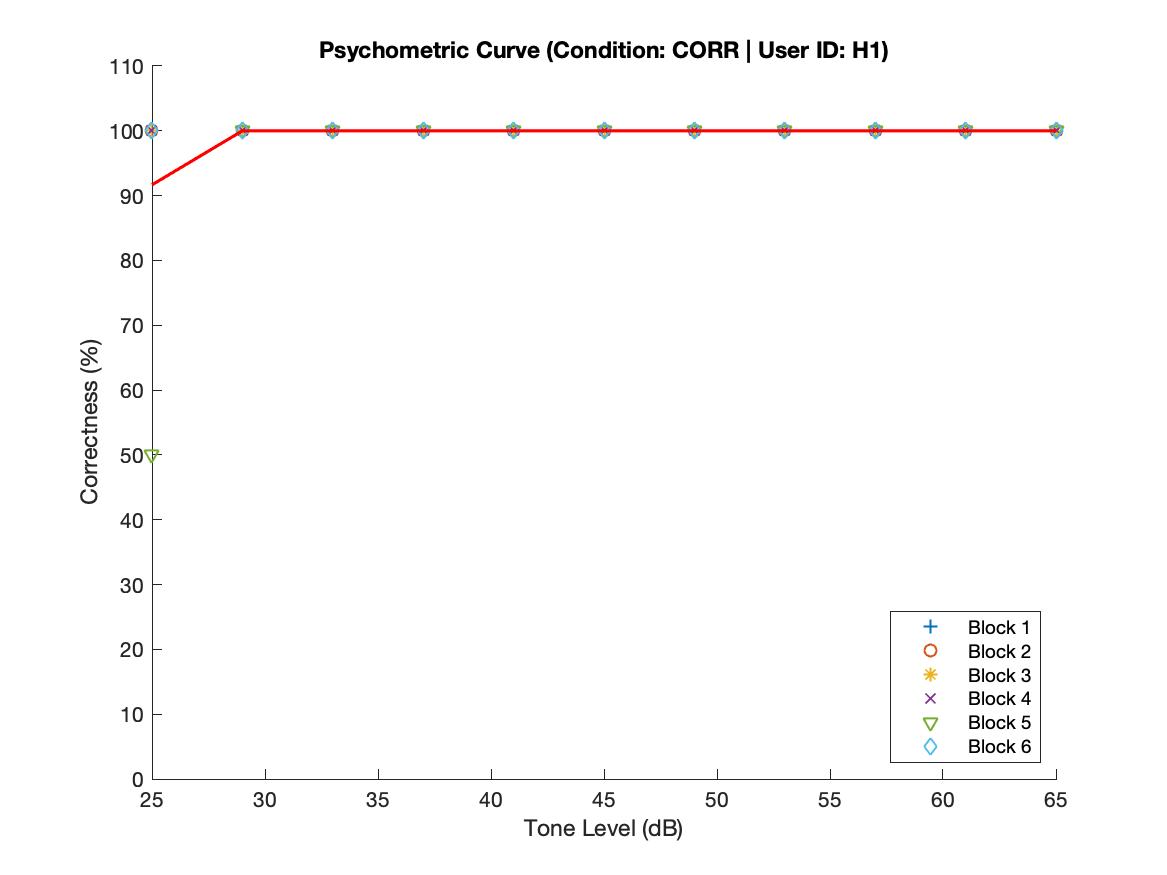 Psychometric Curve (Condition: CORR | User ID: H1)
110
100
90
80
70
60
50
40
30
20
10
0
Correctness (%)
25 30 35 40 45 50 55 60 65
Tone Level (dB)
Block 1
Block 2
Block 3
Block 4
Block 5
Block 6